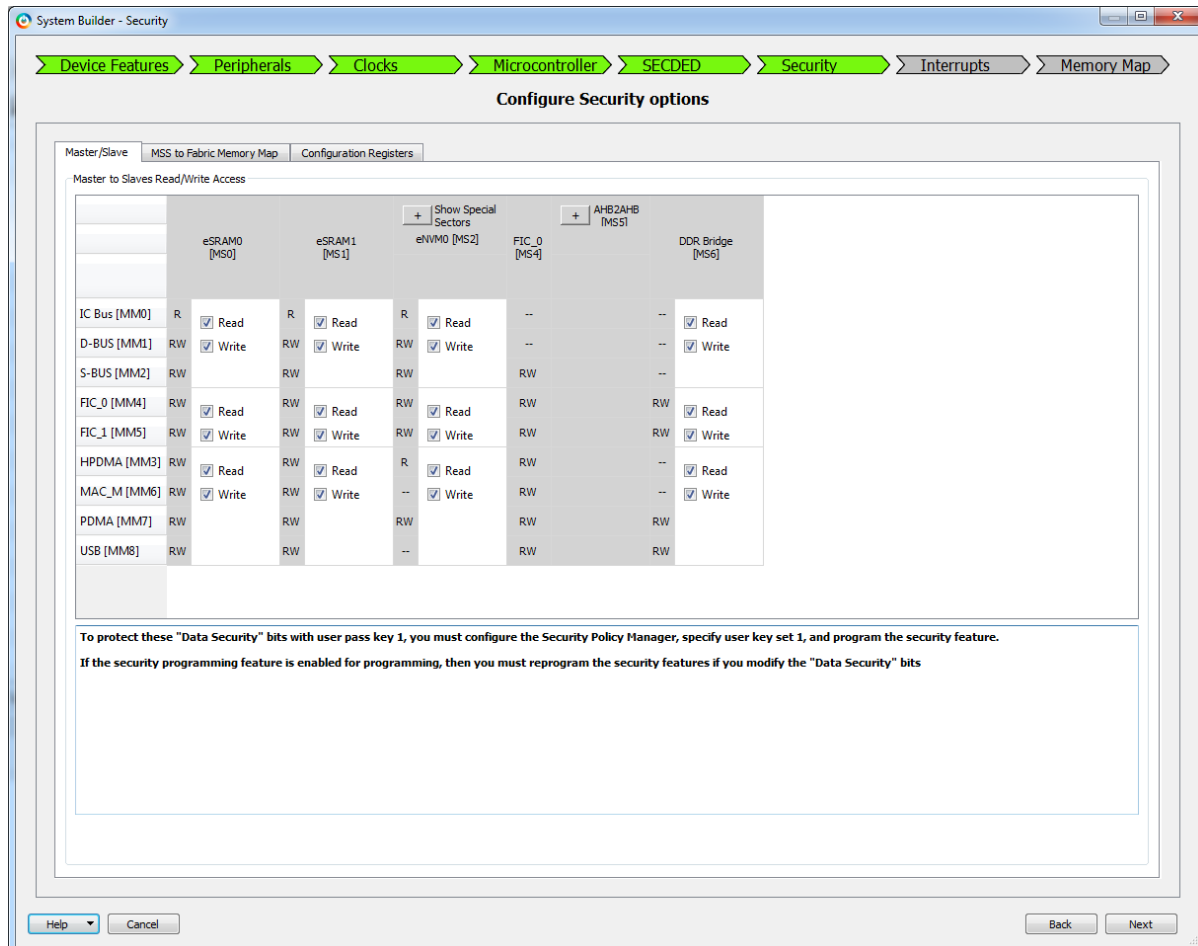 System Builder - Security
Device Features Peripherals Clocks Microcontroller SECDED Security Interrupts Memory Map
Configure Security options
Master/Slave MSS to Fabric Memory Map Configuration Registers
Master to Slaves Read/Write Access
+ Show Special Sectors + AHB2AHB [MS5]
eSRAM0 [MS0] eSRAM1 [MS1] eNVM0 [MS2] FIC_0 [MS4] DDR Bridge [MS6]
IC Bus [MM0] R Read R Read R Read -- -- Read
D-BUS [MM1] RW Write RW Write RW Write -- -- Write
S-BUS [MM2] RW RW RW RW --
FIC_0 [MM4] RW Read RW Read RW Read RW RW Read
FIC_1 [MM5] RW Write RW Write RW Write RW RW Write
HPDMA [MM3] RW Read RW Read R Read RW -- Read
MAC_M [MM6] RW Write RW Write -- Write RW -- Write
PDMA [MM7] RW RW RW RW RW
USB [MM8] RW RW -- RW RW
To protect these "Data Security" bits with user pass key 1, you must configure the Security Policy Manager, specify user key set 1, and program the security feature.
If the security programming feature is enabled for programming, then you must reprogram the security features if you modify the "Data Security" bits
Help Cancel Back Next